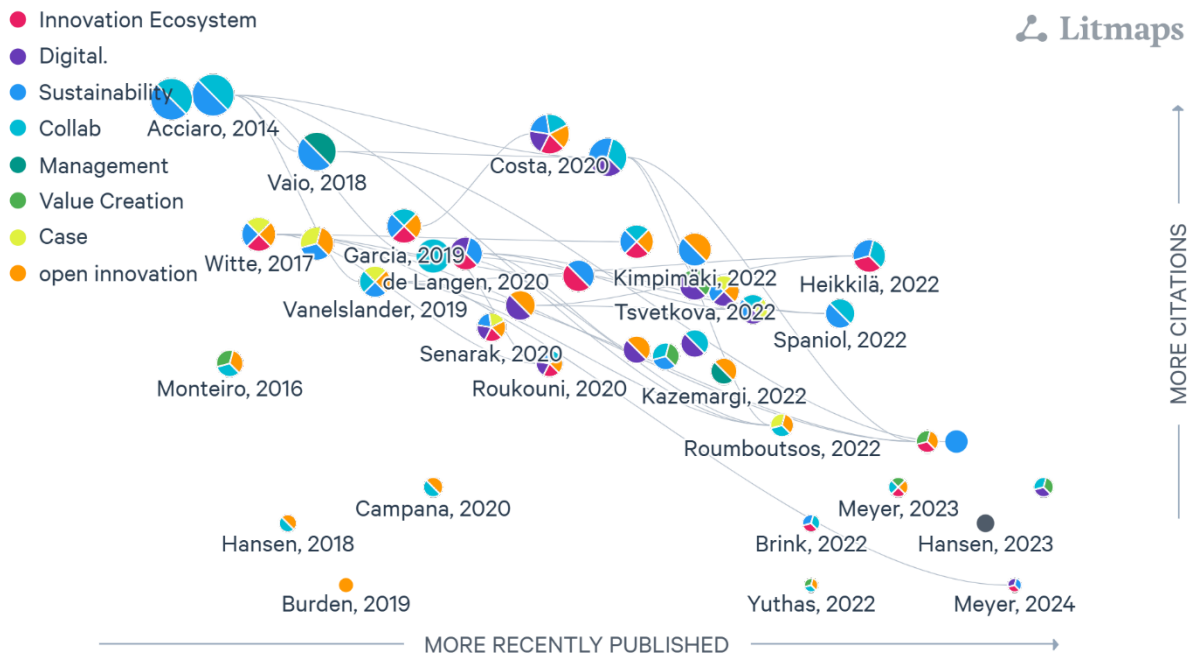 Innovation Ecosystem
Digital.
Sustainability
Collab
Management
Value Creation
Case
open innovation
Litmaps
Acciaro, 2014
Vaio, 2018
Costa, 2020
Witte, 2017
Garcia, 2019
de Langen, 2020
Vanelslander, 2019
Kimpimäki, 2022
Heikkilä, 2022
Tsvetkova, 2022
Spaniol, 2022
Senarak, 2020
Monteiro, 2016
Roukouni, 2020
Kazemargi, 2022
Roumboutsos, 2022
Campana, 2020
Meyer, 2023
Hansen, 2018
Brink, 2022
Hansen, 2023
Burden, 2019
Yuthas, 2022
Meyer, 2024
MORE RECENTLY PUBLISHED
MORE CITATIONS